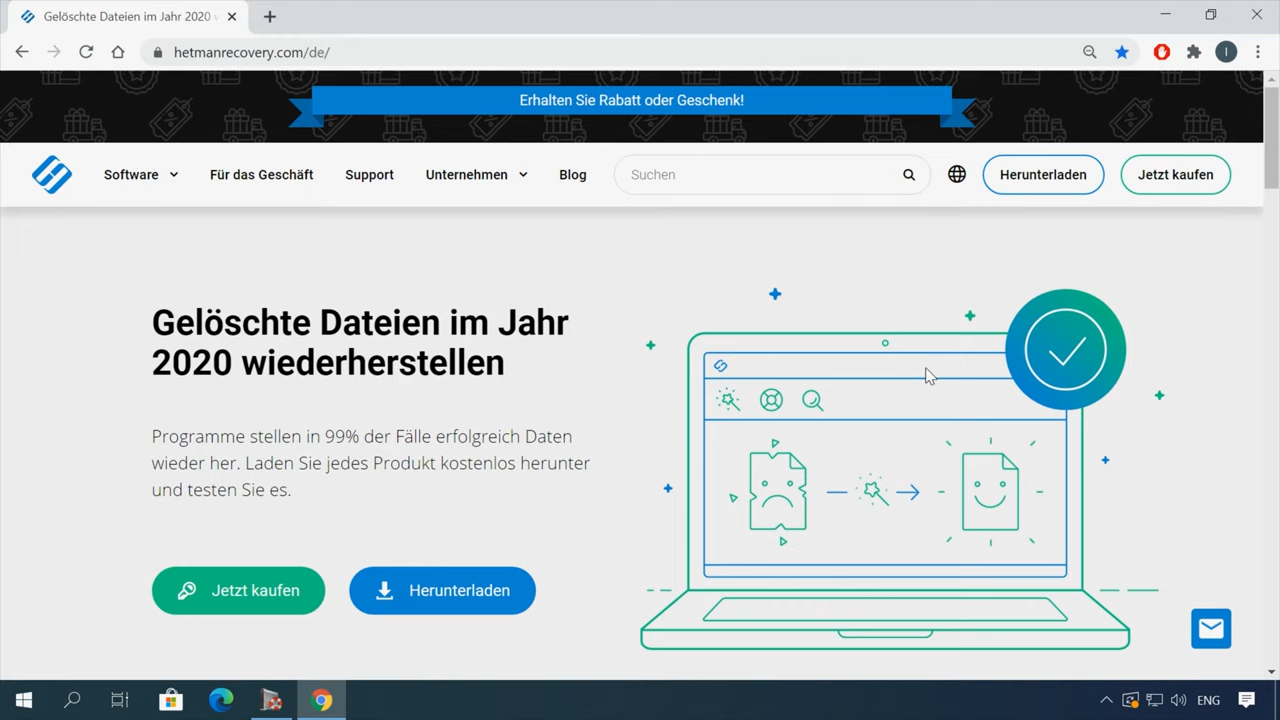 Gelöschte Dateien im Jahr 2020
hetmanrecovery.com/de/
I
Erhalten Sie Rabatt oder Geschenk!
Software Für das Geschäft Support Unternehmen Blog Suchen Herunterladen Jetzt kaufen
Gelöschte Dateien im Jahr
2020 wiederherstellen
Programme stellen in 99% der Fälle erfolgreich Daten
wieder her. Laden Sie jedes Produkt kostenlos herunter
und testen Sie es.
Jetzt kaufen Herunterladen
ENG